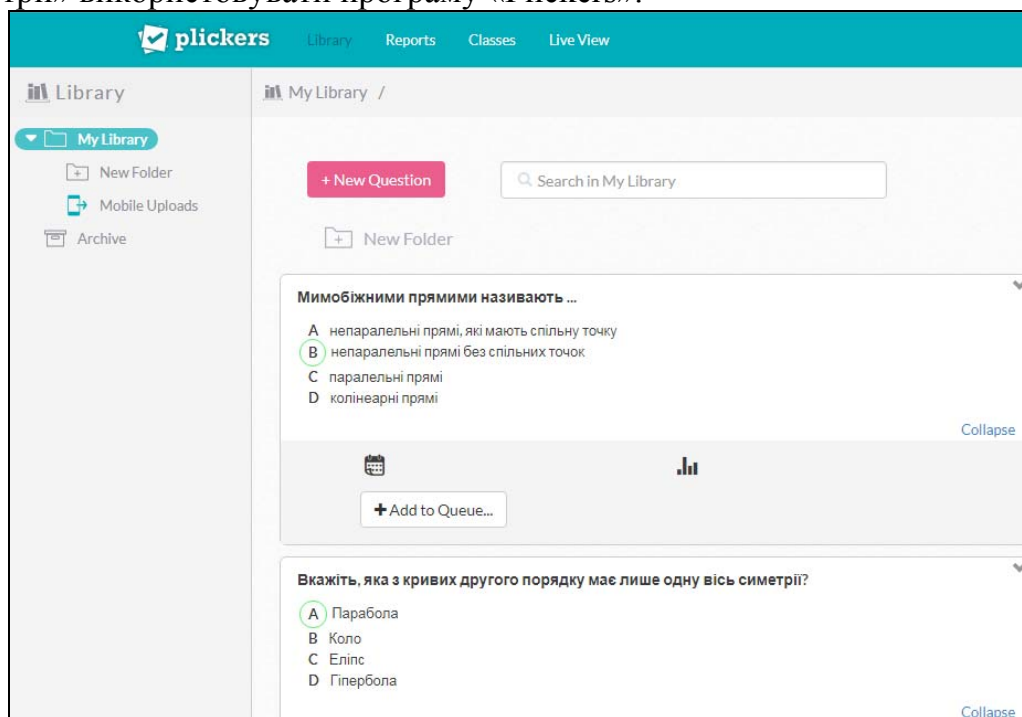 використовувати програму «Plickers».
plickers Library Reports Classes Live View
Library
My Library /
My Library
New Folder
Mobile Uploads
Archive
+ New Question
Search in My Library
New Folder
Мимобіжними прямими називають ...
A непаралельні прямі, які мають спільну точку
B непаралельні прямі без спільних точок
C паралельні прямі
D колінеарні прямі
Collapse
+ Add to Queue...
Вкажіть, яка з кривих другого порядку має лише одну вісь симетрії?
A Парабола
B Коло
C Еліпс
D Гіпербола
Collapse